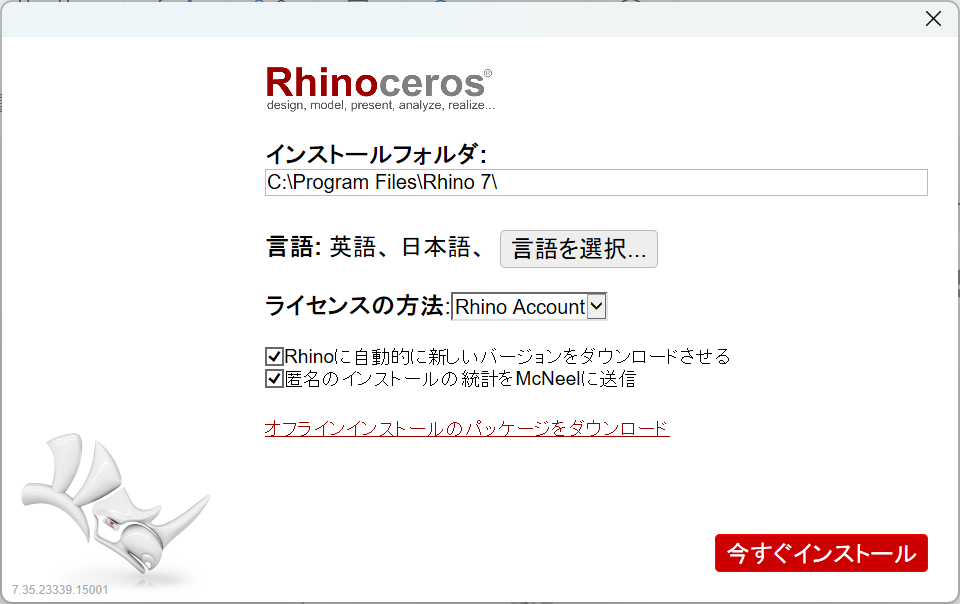 Rhinoceros®
design, model, present, analyze, realize...
インストールフォルダ:
C:\Program Files\Rhino 7\
言語: 英語、日本語、 言語を選択...
ライセンスの方法: Rhino Account
Rhinoに自動的に新しいバージョンをダウンロードさせる
匿名のインストールの統計をMcNeelに送信
オフラインインストールのパッケージをダウンロード
今すぐインストール
7.35.23339.15001